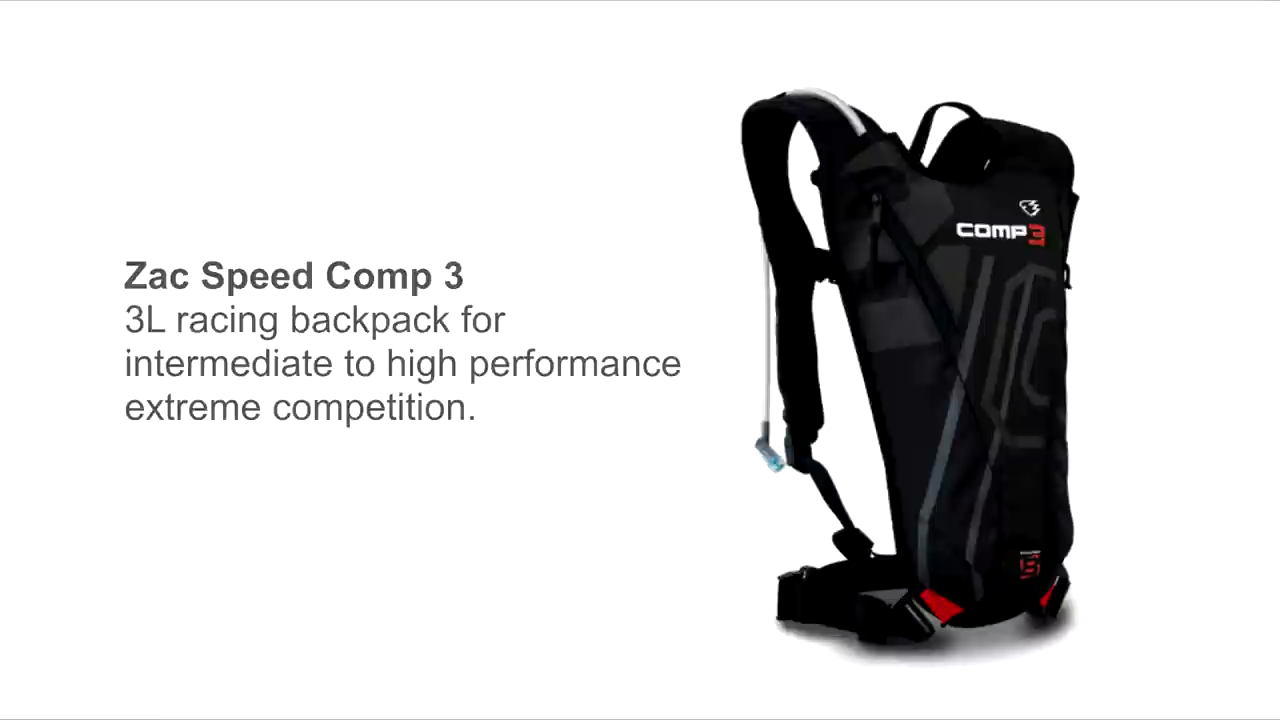 Zac Speed Comp 3
3L racing backpack for
intermediate to high performance
extreme competition.
COMP3